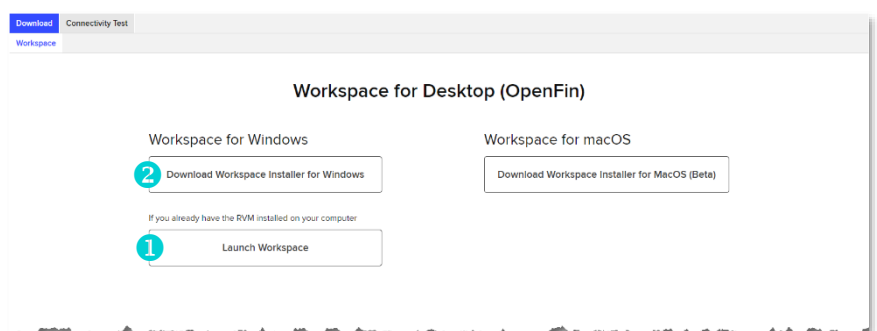 Download Connectivity Test
Workspace
Workspace for Desktop (OpenFin)
Workspace for Windows
Workspace for macOS
2 Download Workspace Installer for Windows
Download Workspace Installer for MacOS (Beta)
If you already have the RVM installed on your computer
1 Launch Workspace